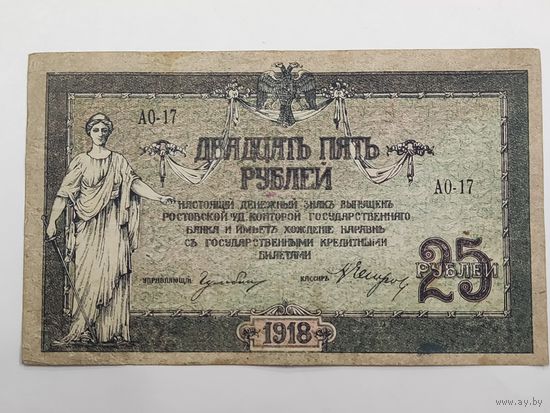 АО-17
ДВАДЦАТЬ ПЯТЬ
РУБЛЕЙ
АО-17
НАСТОЯЩІЙ ДЕНЕЖНЫЙ ЗНАКЪ ВЫПУЩЕНЪ
РОСТОВСКОЙ Н/Д. КОНТОРОЙ ГОСУДАРСТВЕННАГО
БАНКА И ИМѢЕТЪ ХОЖДЕНІЕ НАРАВНѢ
СЪ ГОСУДАРСТВЕННЫМИ КРЕДИТНЫМИ
БИЛЕТАМИ
25
РУБЛЕЙ
УПРАВЛЯЮЩІЙ
КАССИРЪ
1918
www.ay.by